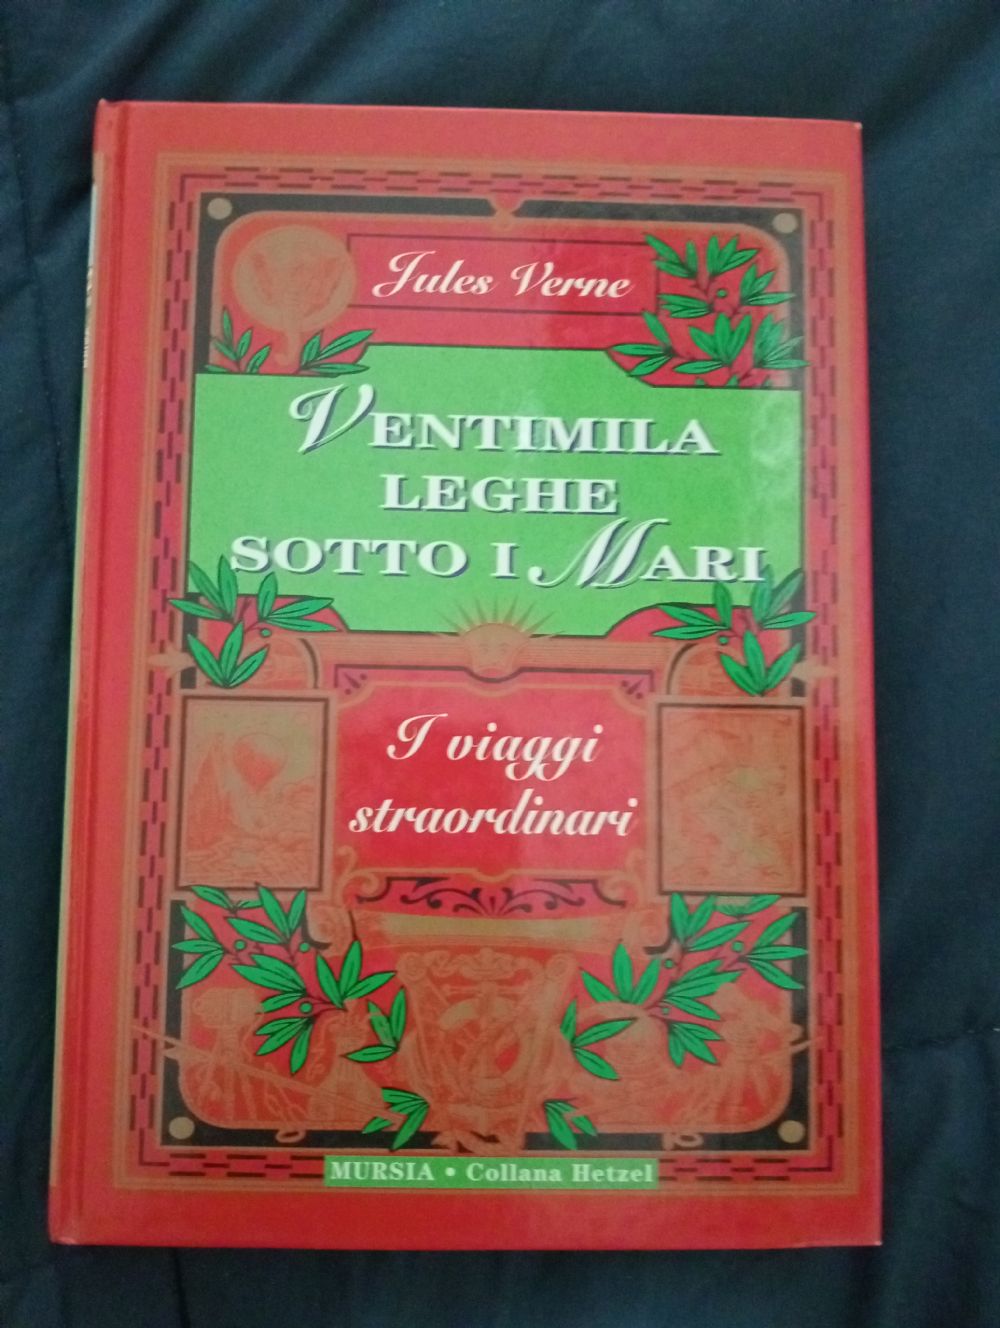 Jules Verne
VENTIMILA
LEGHE
SOTTO I MARI
I viaggi
straordinari
MURSIA • Collana Hetzel